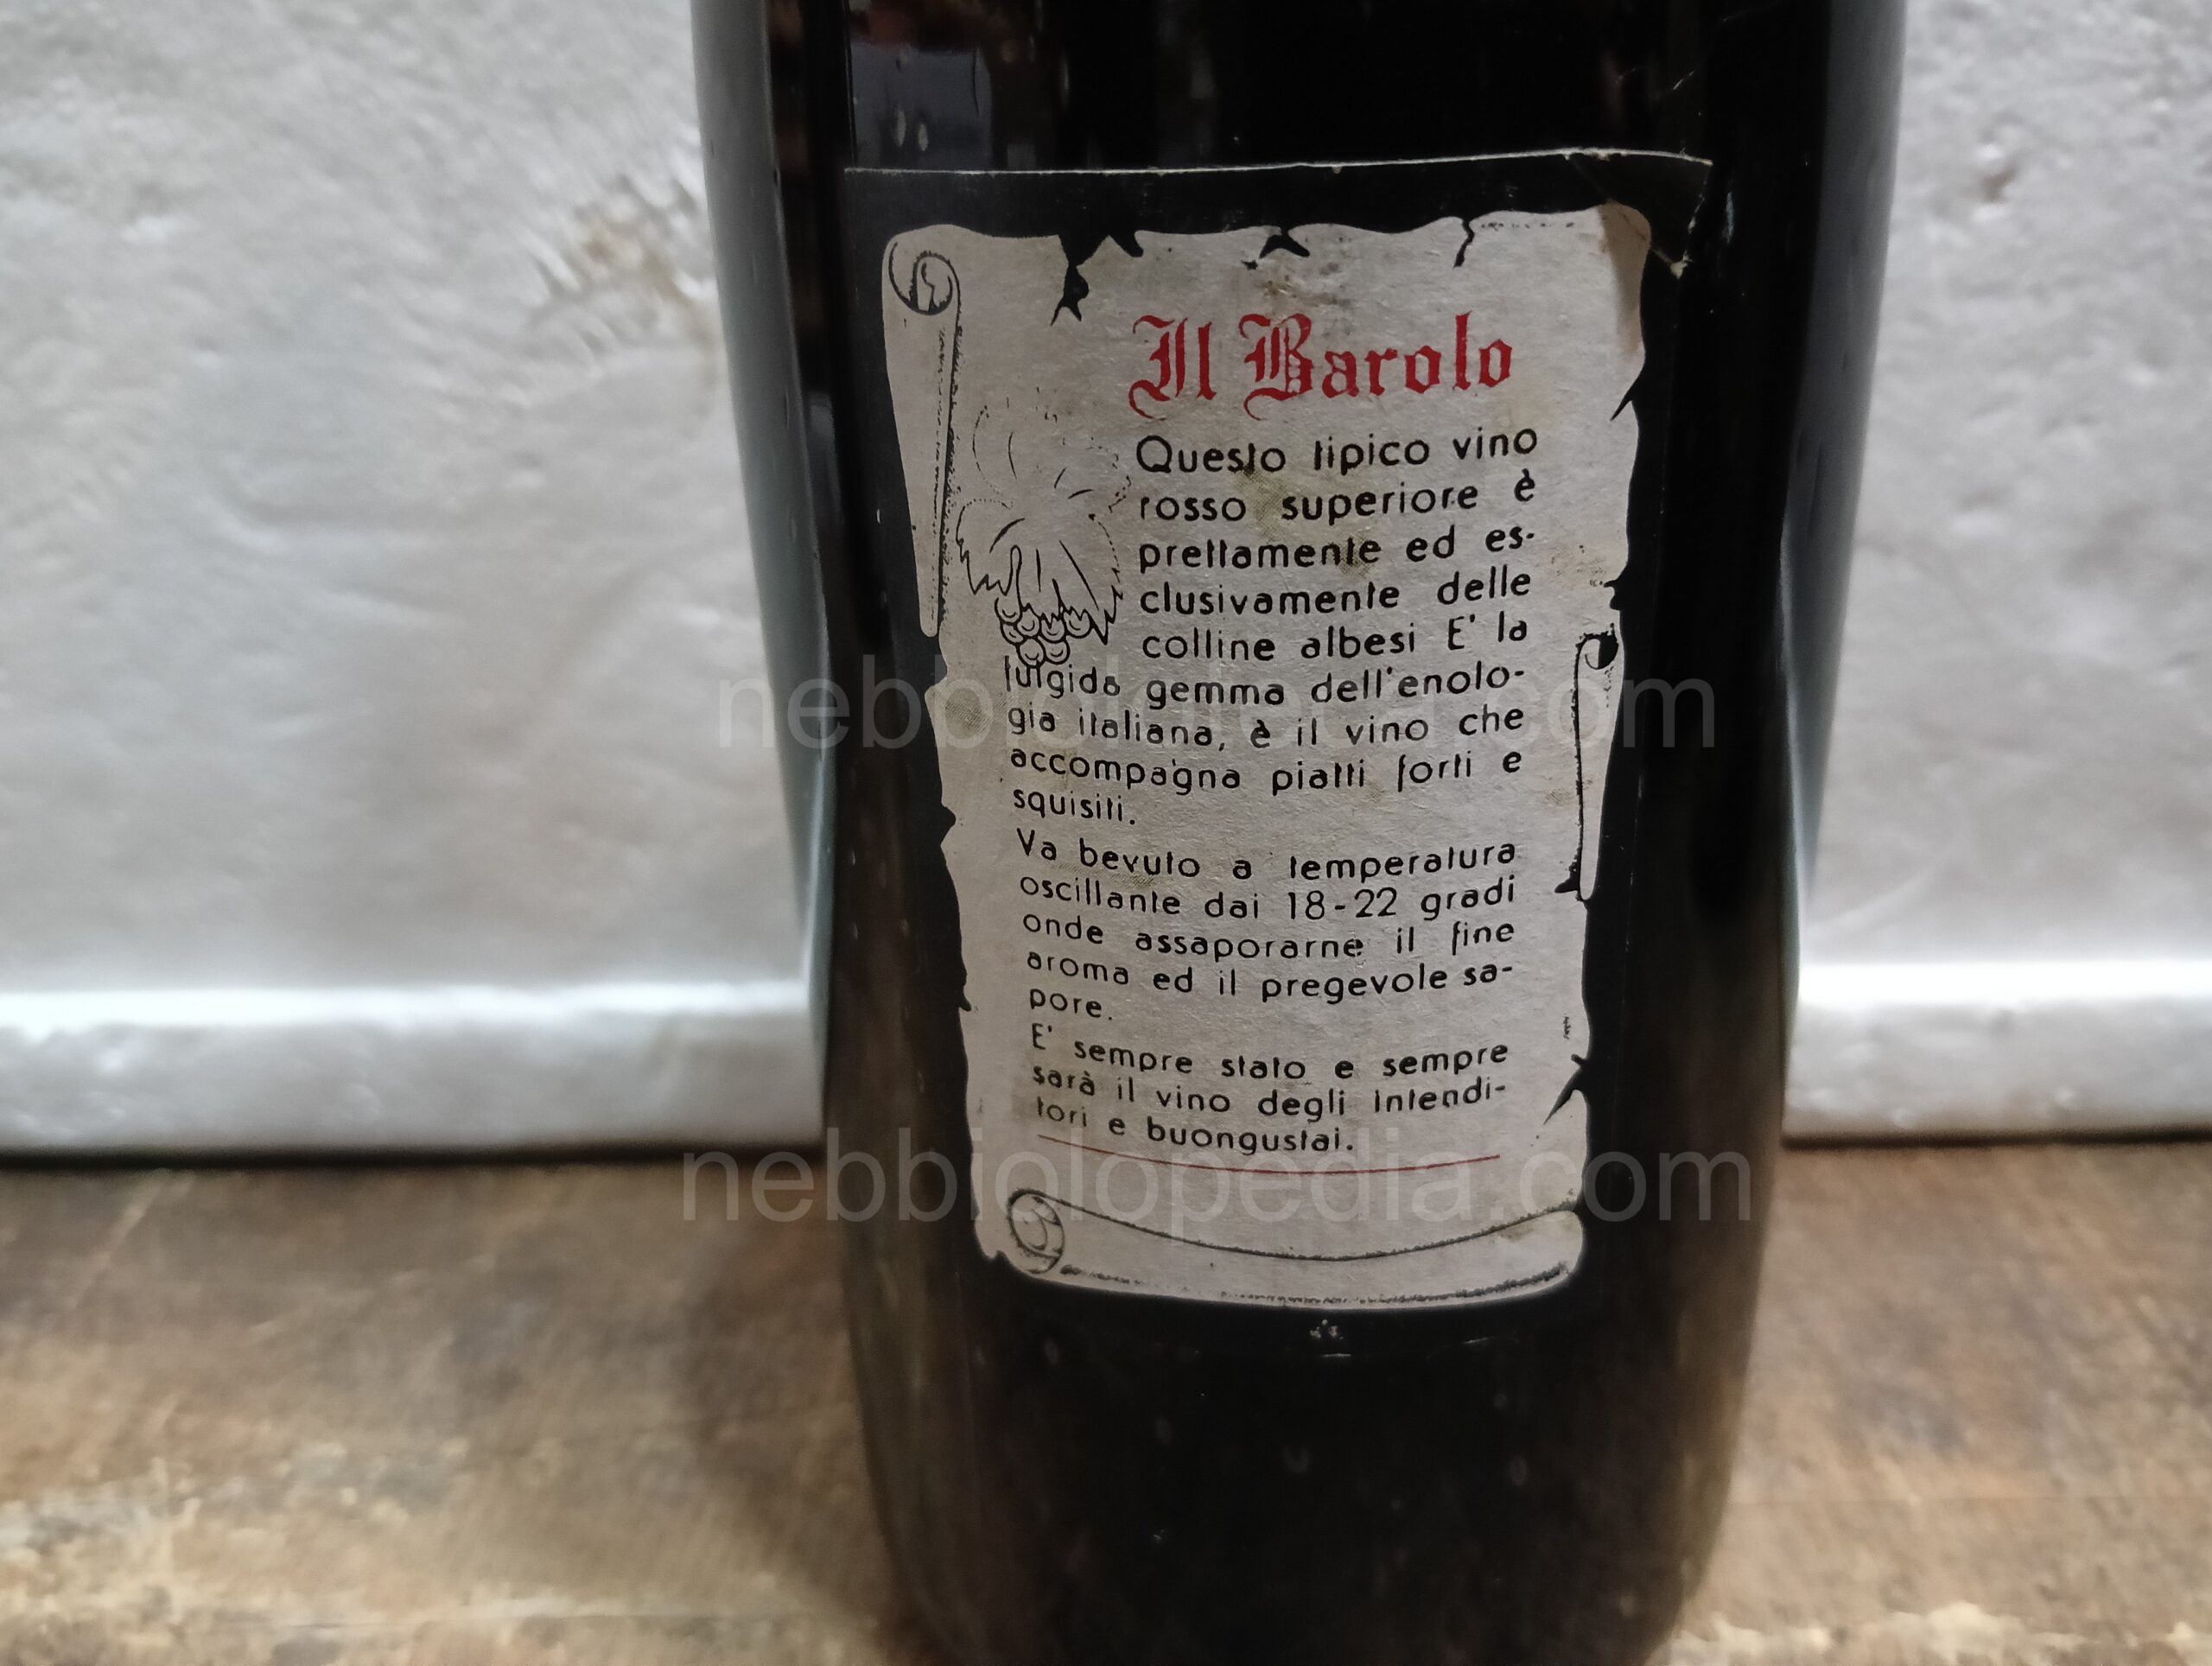 Il Barolo
Questo tipico vino
rosso superiore è
prettamente ed es-
clusivamente delle
colline albesi E' la
fulgida gemma dell'enolo-
gia italiana, è il vino che
accompagna piatti forti e
squisiti.
Va bevuto a temperatura
oscillante dai 18-22 gradi
onde assaporarne il fine
aroma ed il pregevole sa-
pore.
E' sempre stato e sempre
sarà il vino degli intendi-
tori e buongustai.
nebbiolopedia.com
nebbiolopedia.com